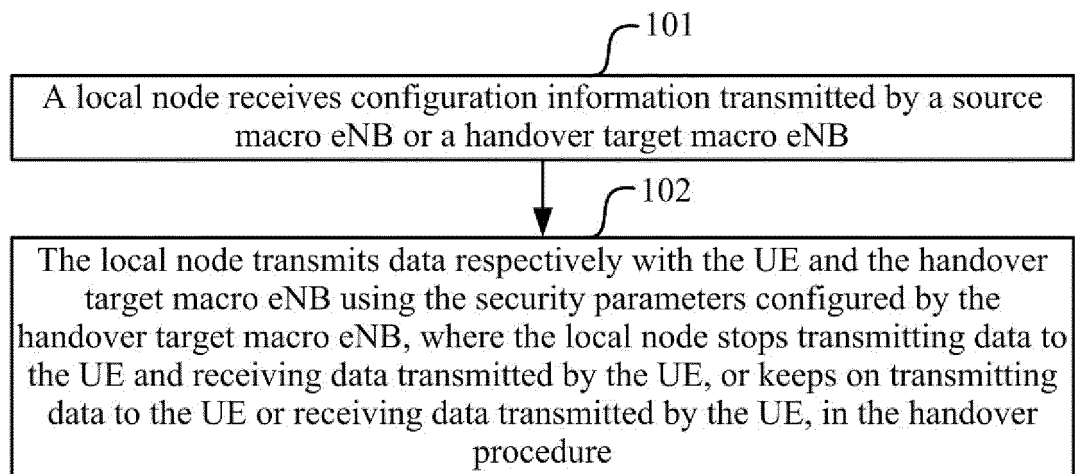 101
A local node receives configuration information transmitted by a source
macro eNB or a handover target macro eNB
102
The local node transmits data respectively with the UE and the handover
target macro eNB using the security parameters configured by the
handover target macro eNB, where the local node stops transmitting data to
the UE and receiving data transmitted by the UE, or keeps on transmitting
data to the UE or receiving data transmitted by the UE, in the handover
procedure